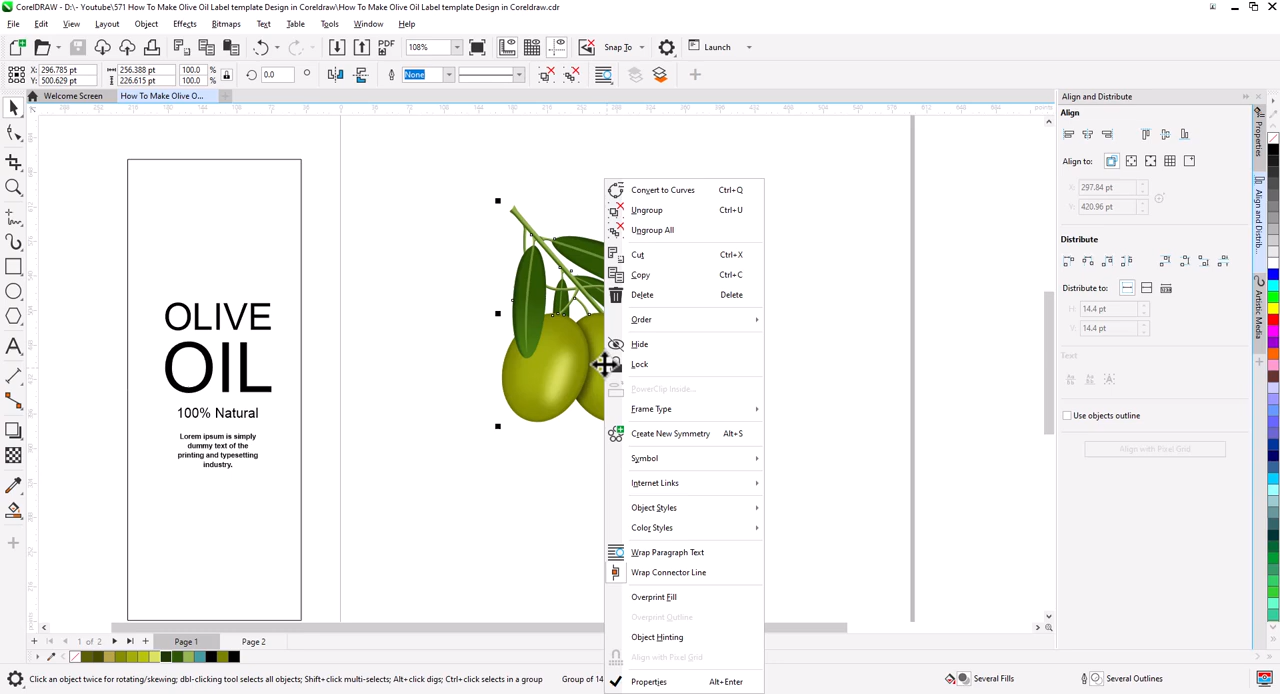 CorelDRAW - D:\- Youtube\571 How To Make Olive Oil Label template Design in Coreldraw\How To Make Olive Oil Label template Design in Coreldraw.cdr
File Edit View Layout Object Effects Bitmaps Text Table Tools Window Help
PDF 108% Snap To Launch
X: 296.785 pt 256.388 pt 100.0 % 0.0 None
Y: 500.629 pt 226.615 pt 100.0 %
Welcome Screen How To Make Olive O...
points
OLIVE
OIL
100% Natural
Lorem ipsum is simply
dummy text of the
printing and typesetting
industry.
Convert to Curves Ctrl+Q
Ungroup Ctrl+U
Ungroup All
Cut Ctrl+X
Copy Ctrl+C
Delete Delete
Order
Hide
Lock
PowerClip Inside...
Frame Type
Create New Symmetry Alt+S
Symbol
Internet Links
Object Styles
Color Styles
Wrap Paragraph Text
Wrap Connector Line
Overprint Fill
Overprint Outline
Object Hinting
Align with Pixel Grid
Properties Alt+Enter
Align and Distribute
Align
Align to:
X: 297.84 pt
Y: 420.96 pt
Distribute
Distribute to:
H: 14.4 pt
V: 14.4 pt
Text
Use objects outline
Align with Pixel Grid
Properties
Align and Distrib...
Artistic Media
1 of 2 Page 1 Page 2
Click an object twice for rotating/skewing; dbl-clicking tool selects all objects; Shift+click multi-selects; Alt+click digs; Ctrl+click selects in a group Group of 14 Several Fills Several Outlines